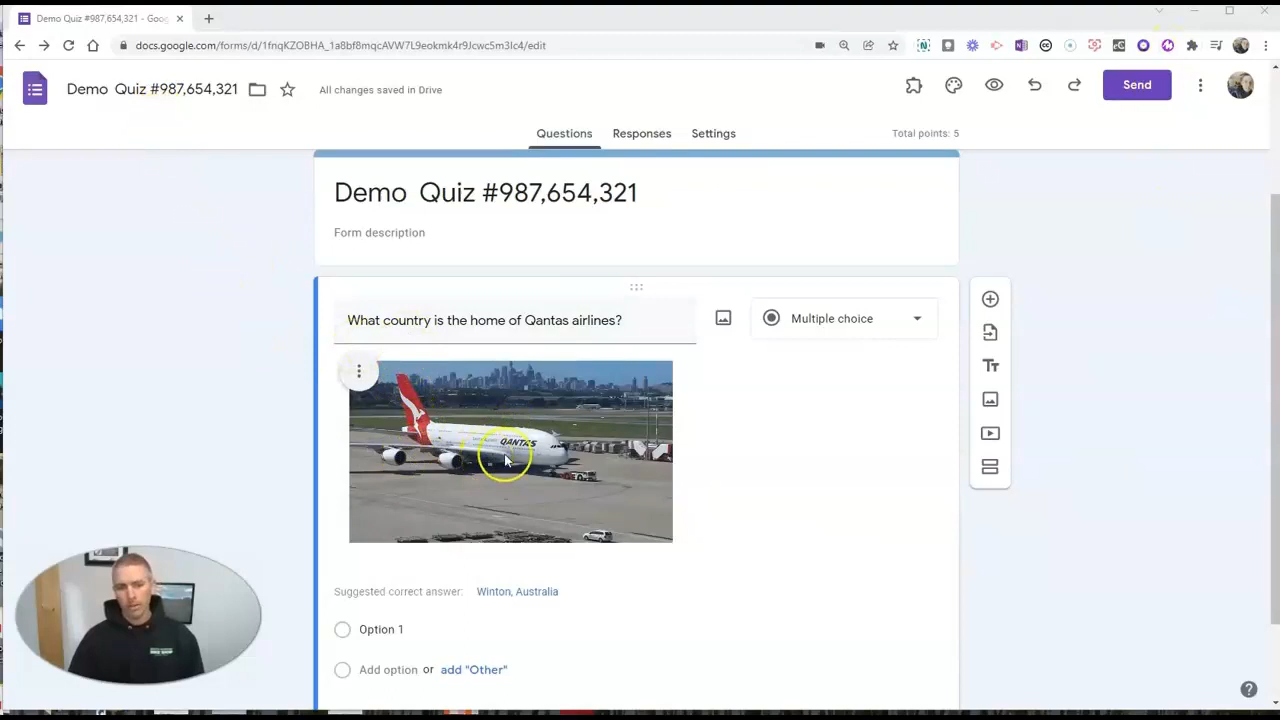 Demo Quiz #987,654,321 - Goog
docs.google.com/forms/d/1fnqKZOBHA_1a8bf8mqcAVW7L9eokmk4r9Jcwc5m3Ic4/edit
Demo Quiz #987,654,321
All changes saved in Drive
Send
Questions
Responses
Settings
Total points: 5
Demo Quiz #987,654,321
Form description
What country is the home of Qantas airlines?
Multiple choice
QANTAS
Suggested correct answer:
Winton, Australia
Option 1
Add option or add "Other"